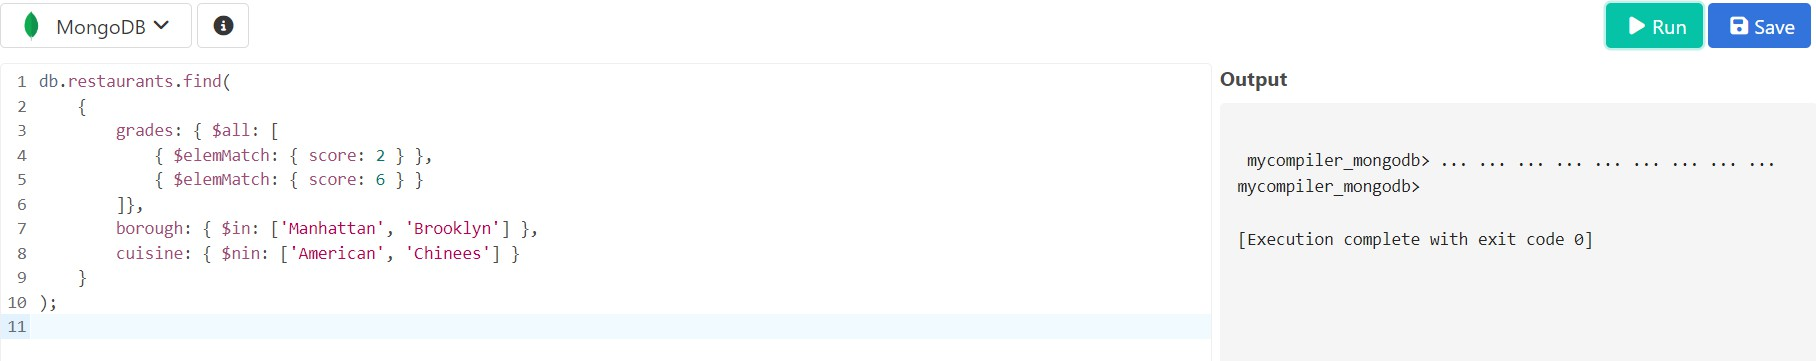 MongoDB
Run
Save
1 db.restaurants.find(
2 {
3 grades: { $all: [
4 { $elemMatch: { score: 2 } },
5 { $elemMatch: { score: 6 } }
6 ]},
7 borough: { $in: ['Manhattan', 'Brooklyn'] },
8 cuisine: { $nin: ['American', 'Chinees'] }
9 }
10 );
11
Output
mycompiler_mongodb> ... ... ... ... ... ... ... ... ...
mycompiler_mongodb>
[Execution complete with exit code 0]